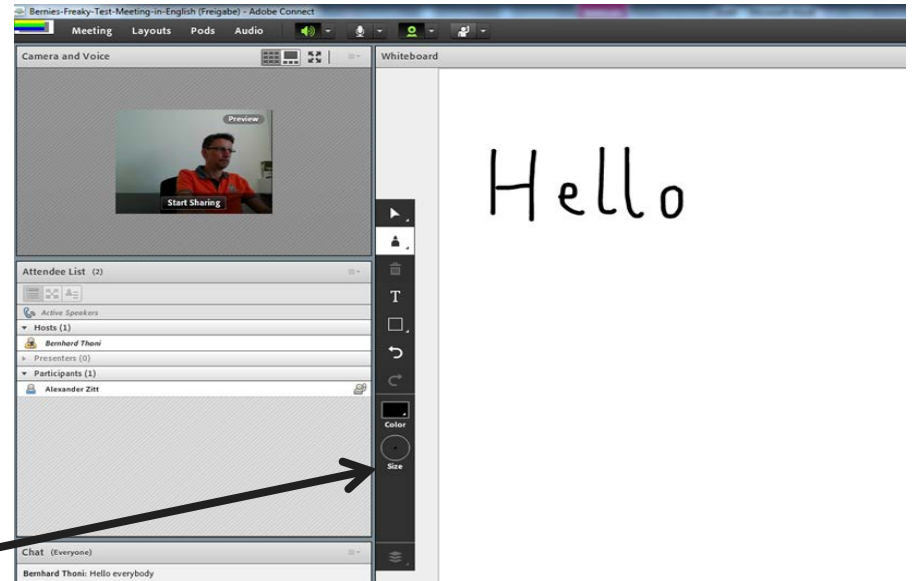 Bernies-Freaky-Test-Meeting-in-English (Freigabe) - Adobe Connect
Meeting Layouts Pods Audio
Camera and Voice
Preview
Start Sharing
Attendee List (2)
Active Speakers
Hosts (1)
Bernhard Thoni
Presenters (0)
Participants (1)
Alexander Zitt
Chat (Everyone)
Bernhard Thoni: Hello everybody
Whiteboard
T
Color
Size
Hello